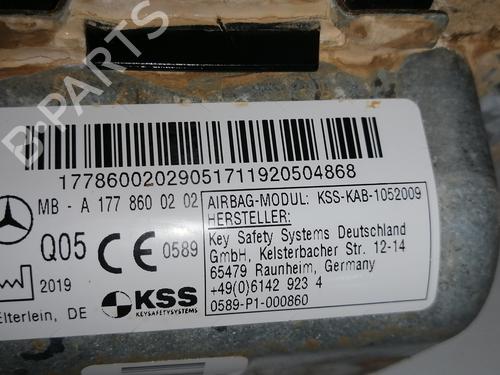 B-PARTS
17786002029051711920504868
MB - A 177 860 02 02
Q05
CE 0589
2019
Elterlein, DE
KSS
KEYSAFETYSYSTEMS
AIRBAG-MODUL: KSS-KAB-1052009
HERSTELLER:
Key Safety Systems Deutschland
GmbH, Kelsterbacher Str. 12-14
65479 Raunheim, Germany
+49(0)6142 923 4
0589-P1-000860